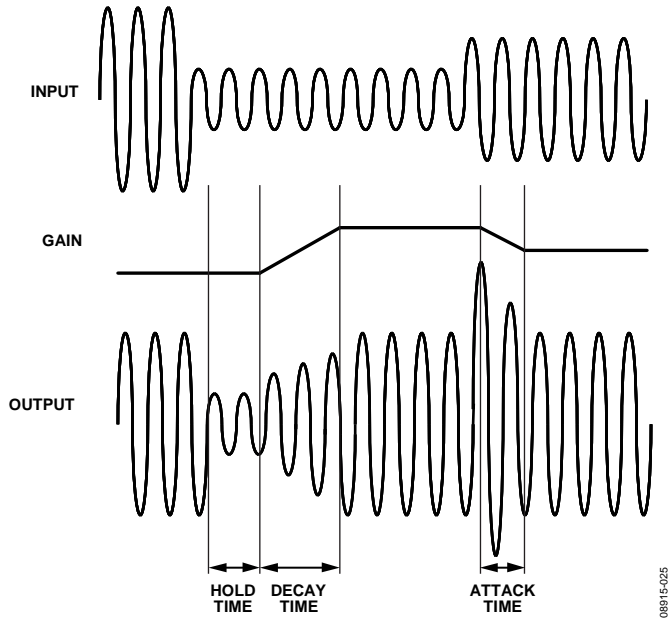 INPUT
GAIN
OUTPUT
HOLD
TIME
DECAY
TIME
ATTACK
TIME
08915-025